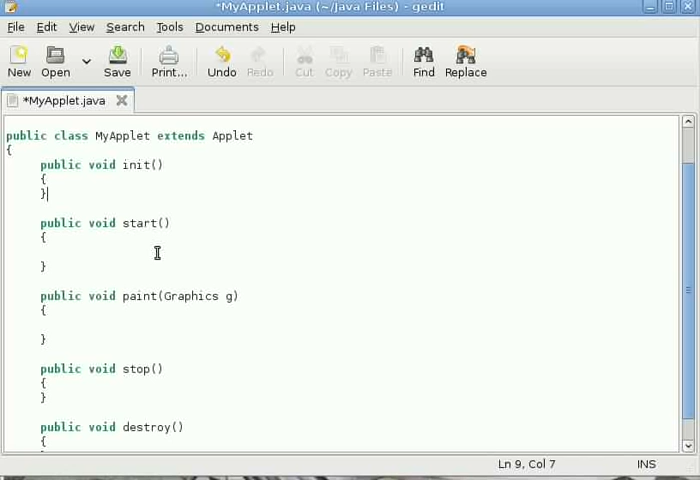 *MyApplet.java (~/Java Files) - gedit
File Edit View Search Tools Documents Help
New Open Save Print... Undo Redo Cut Copy Paste Find Replace
*MyApplet.java
public class MyApplet extends Applet
{
public void init()
{
}
public void start()
{
}
public void paint(Graphics g)
{
}
public void stop()
{
}
public void destroy()
{
Ln 9, Col 7 INS